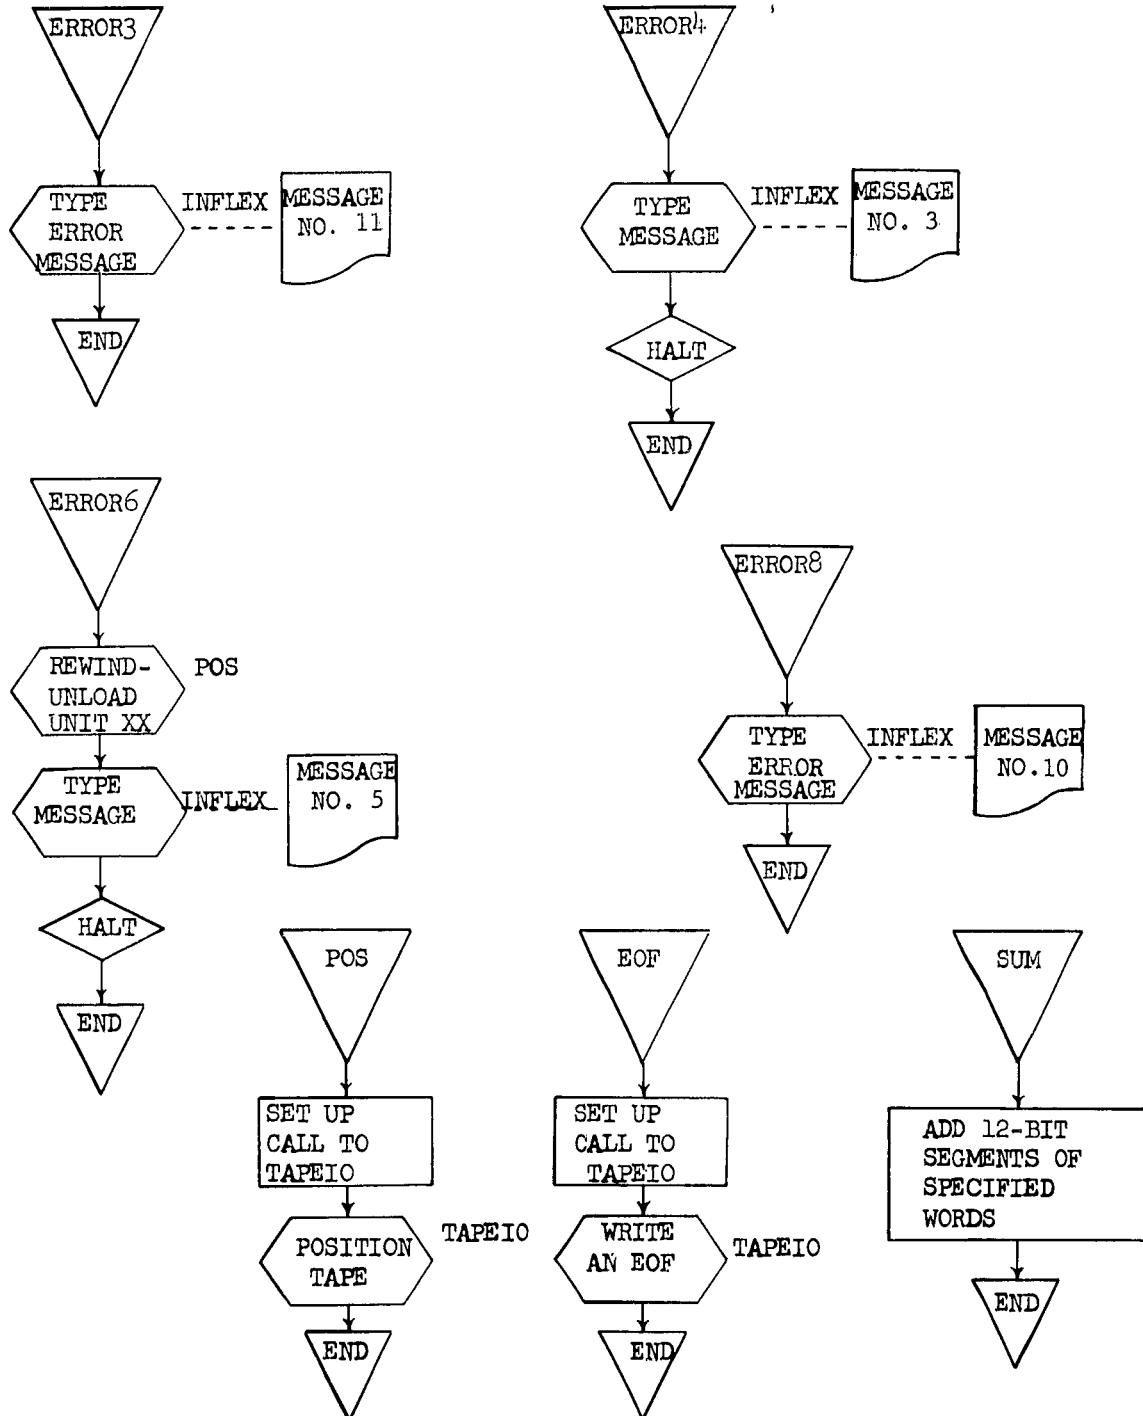 ERROR3
TYPE
ERROR
MESSAGE
INFLEX
MESSAGE
NO. 11
END
ERROR4
TYPE
MESSAGE
INFLEX
MESSAGE
NO. 3
HALT
END
ERROR6
REWIND-
UNLOAD
UNIT XX
POS
TYPE
MESSAGE
INFLEX
MESSAGE
NO. 5
HALT
END
ERROR8
TYPE
ERROR
MESSAGE
INFLEX
MESSAGE
NO.10
END
POS
SET UP
CALL TO
TAPEIO
POSITION
TAPE
TAPEIO
END
EOF
SET UP
CALL TO
TAPEIO
WRITE
AN EOF
TAPEIO
END
SUM
ADD 12-BIT
SEGMENTS OF
SPECIFIED
WORDS
END